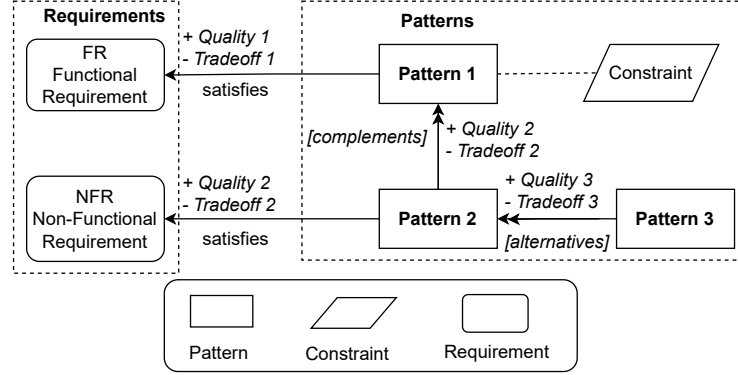 Requirements
Patterns
FR
Functional
Requirement
+ Quality 1
- Tradeoff 1
satisfies
Pattern 1
Constraint
[complements]
+ Quality 2
- Tradeoff 2
NFR
Non-Functional
Requirement
+ Quality 2
- Tradeoff 2
satisfies
Pattern 2
+ Quality 3
- Tradeoff 3
[alternatives]
Pattern 3
Pattern
Constraint
Requirement